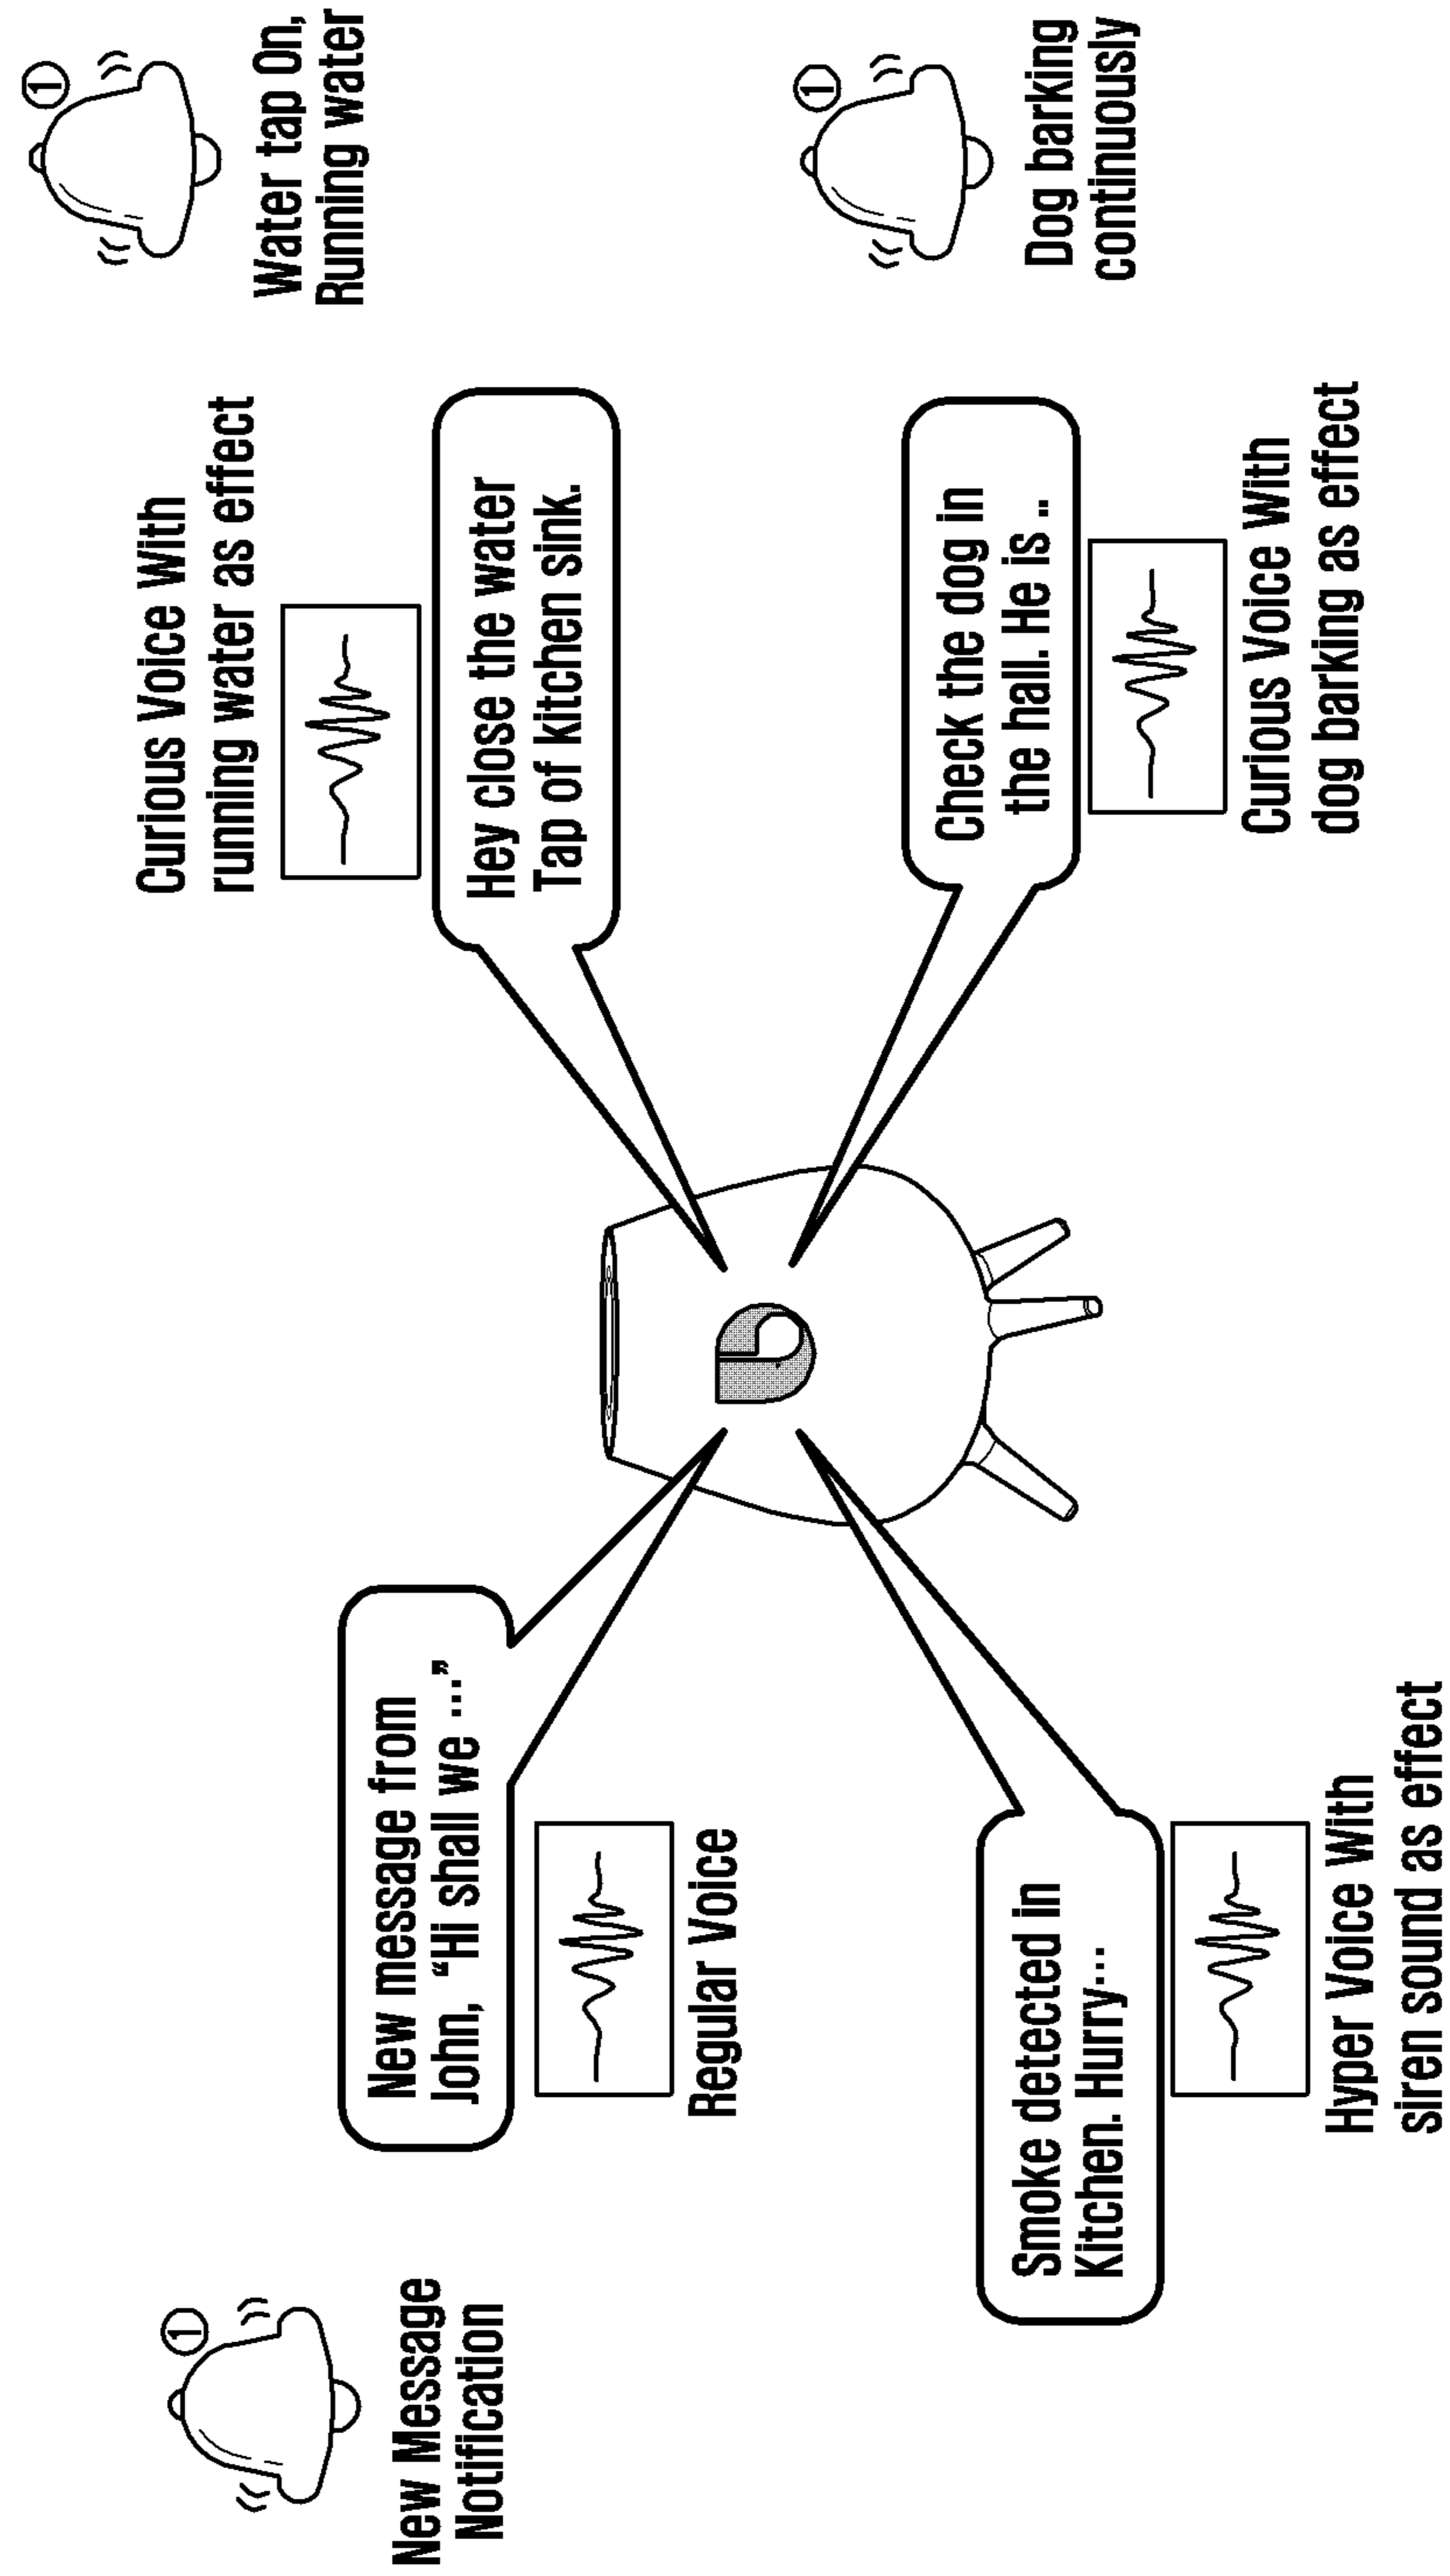 1
New Message
Notification
New message from
John, “Hi shall we ...”
Regular Voice
Smoke detected in
Kitchen. Hurry...
Hyper Voice With
siren sound as effect
Curious Voice With
running water as effect
Hey close the water
Tap of kitchen sink.
1
Water tap On,
Running water
Check the dog in
the hall. He is ..
Curious Voice With
dog barking as effect
1
Dog barking
continuously